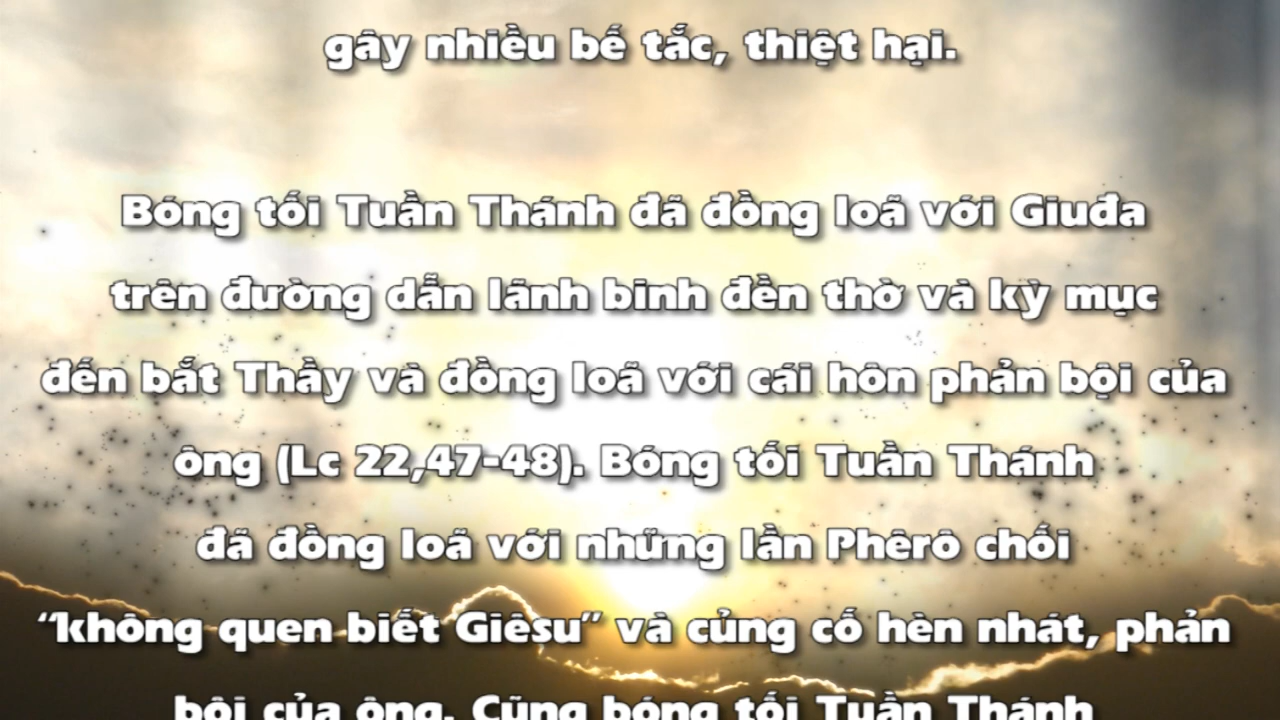 gây nhiều bế tắc, thiệt hại.
Bóng tối Tuần Thánh đã đồng loã với Giuđa
trên đường dẫn lãnh binh đền thờ và kỳ mục
đến bắt Thầy và đồng loã với cái hôn phản bội của
ông (Lc 22,47-48). Bóng tối Tuần Thánh
đã đồng loã với những lần Phêrô chối
“không quen biết Giêsu” và củng cố hèn nhát, phản
bội của ông. Cũng bóng tối Tuần Thánh